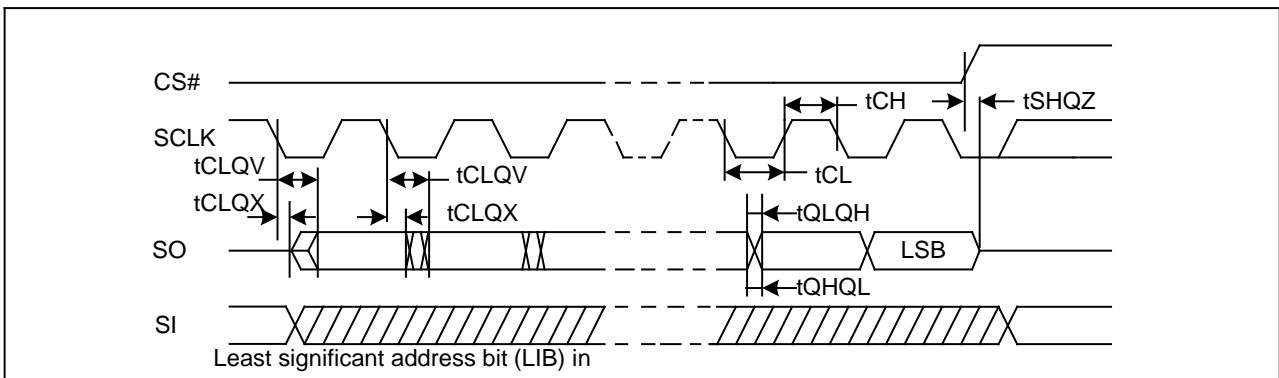 CS#
tCH
tSHQZ
SCLK
tCLQV
tCLQV
tCL
tCLQX
tCLQX
tQLQH
SO
LSB
tQHQL
SI
Least significant address bit (LIB) in